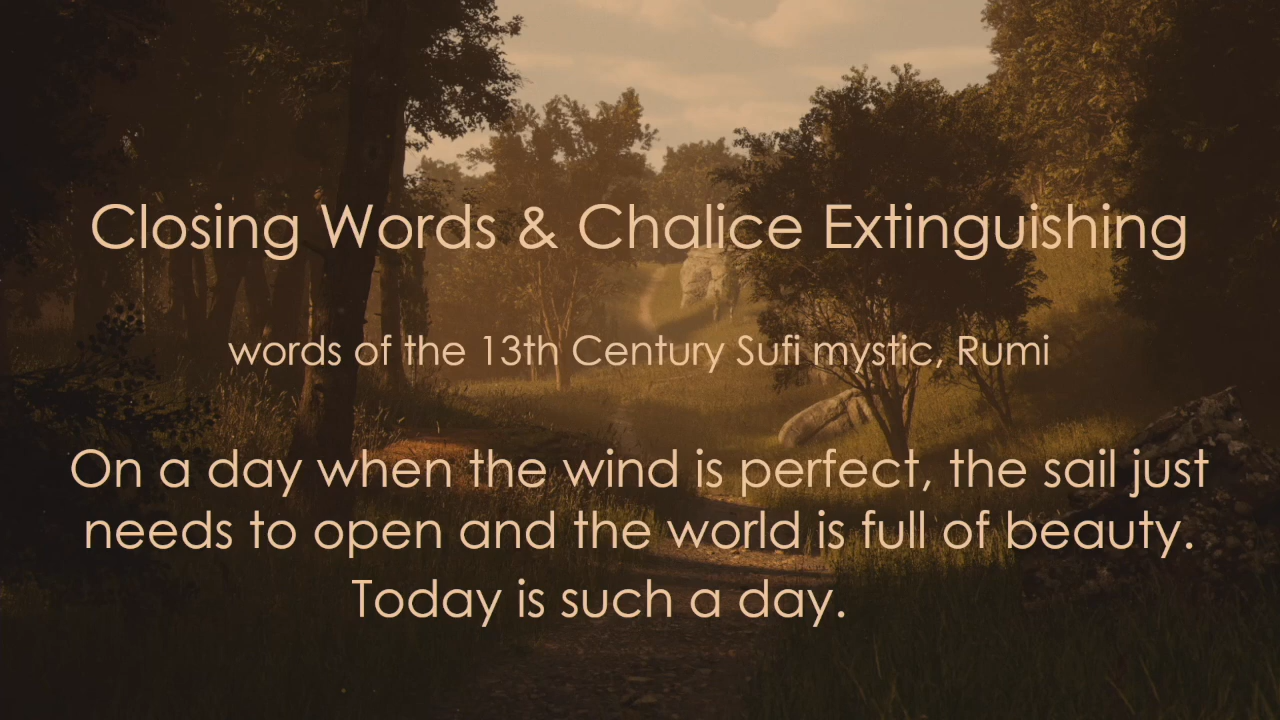 Closing Words & Chalice Extinguishing
words of the 13th Century Sufi mystic, Rumi
On a day when the wind is perfect, the sail just
needs to open and the world is full of beauty.
Today is such a day.